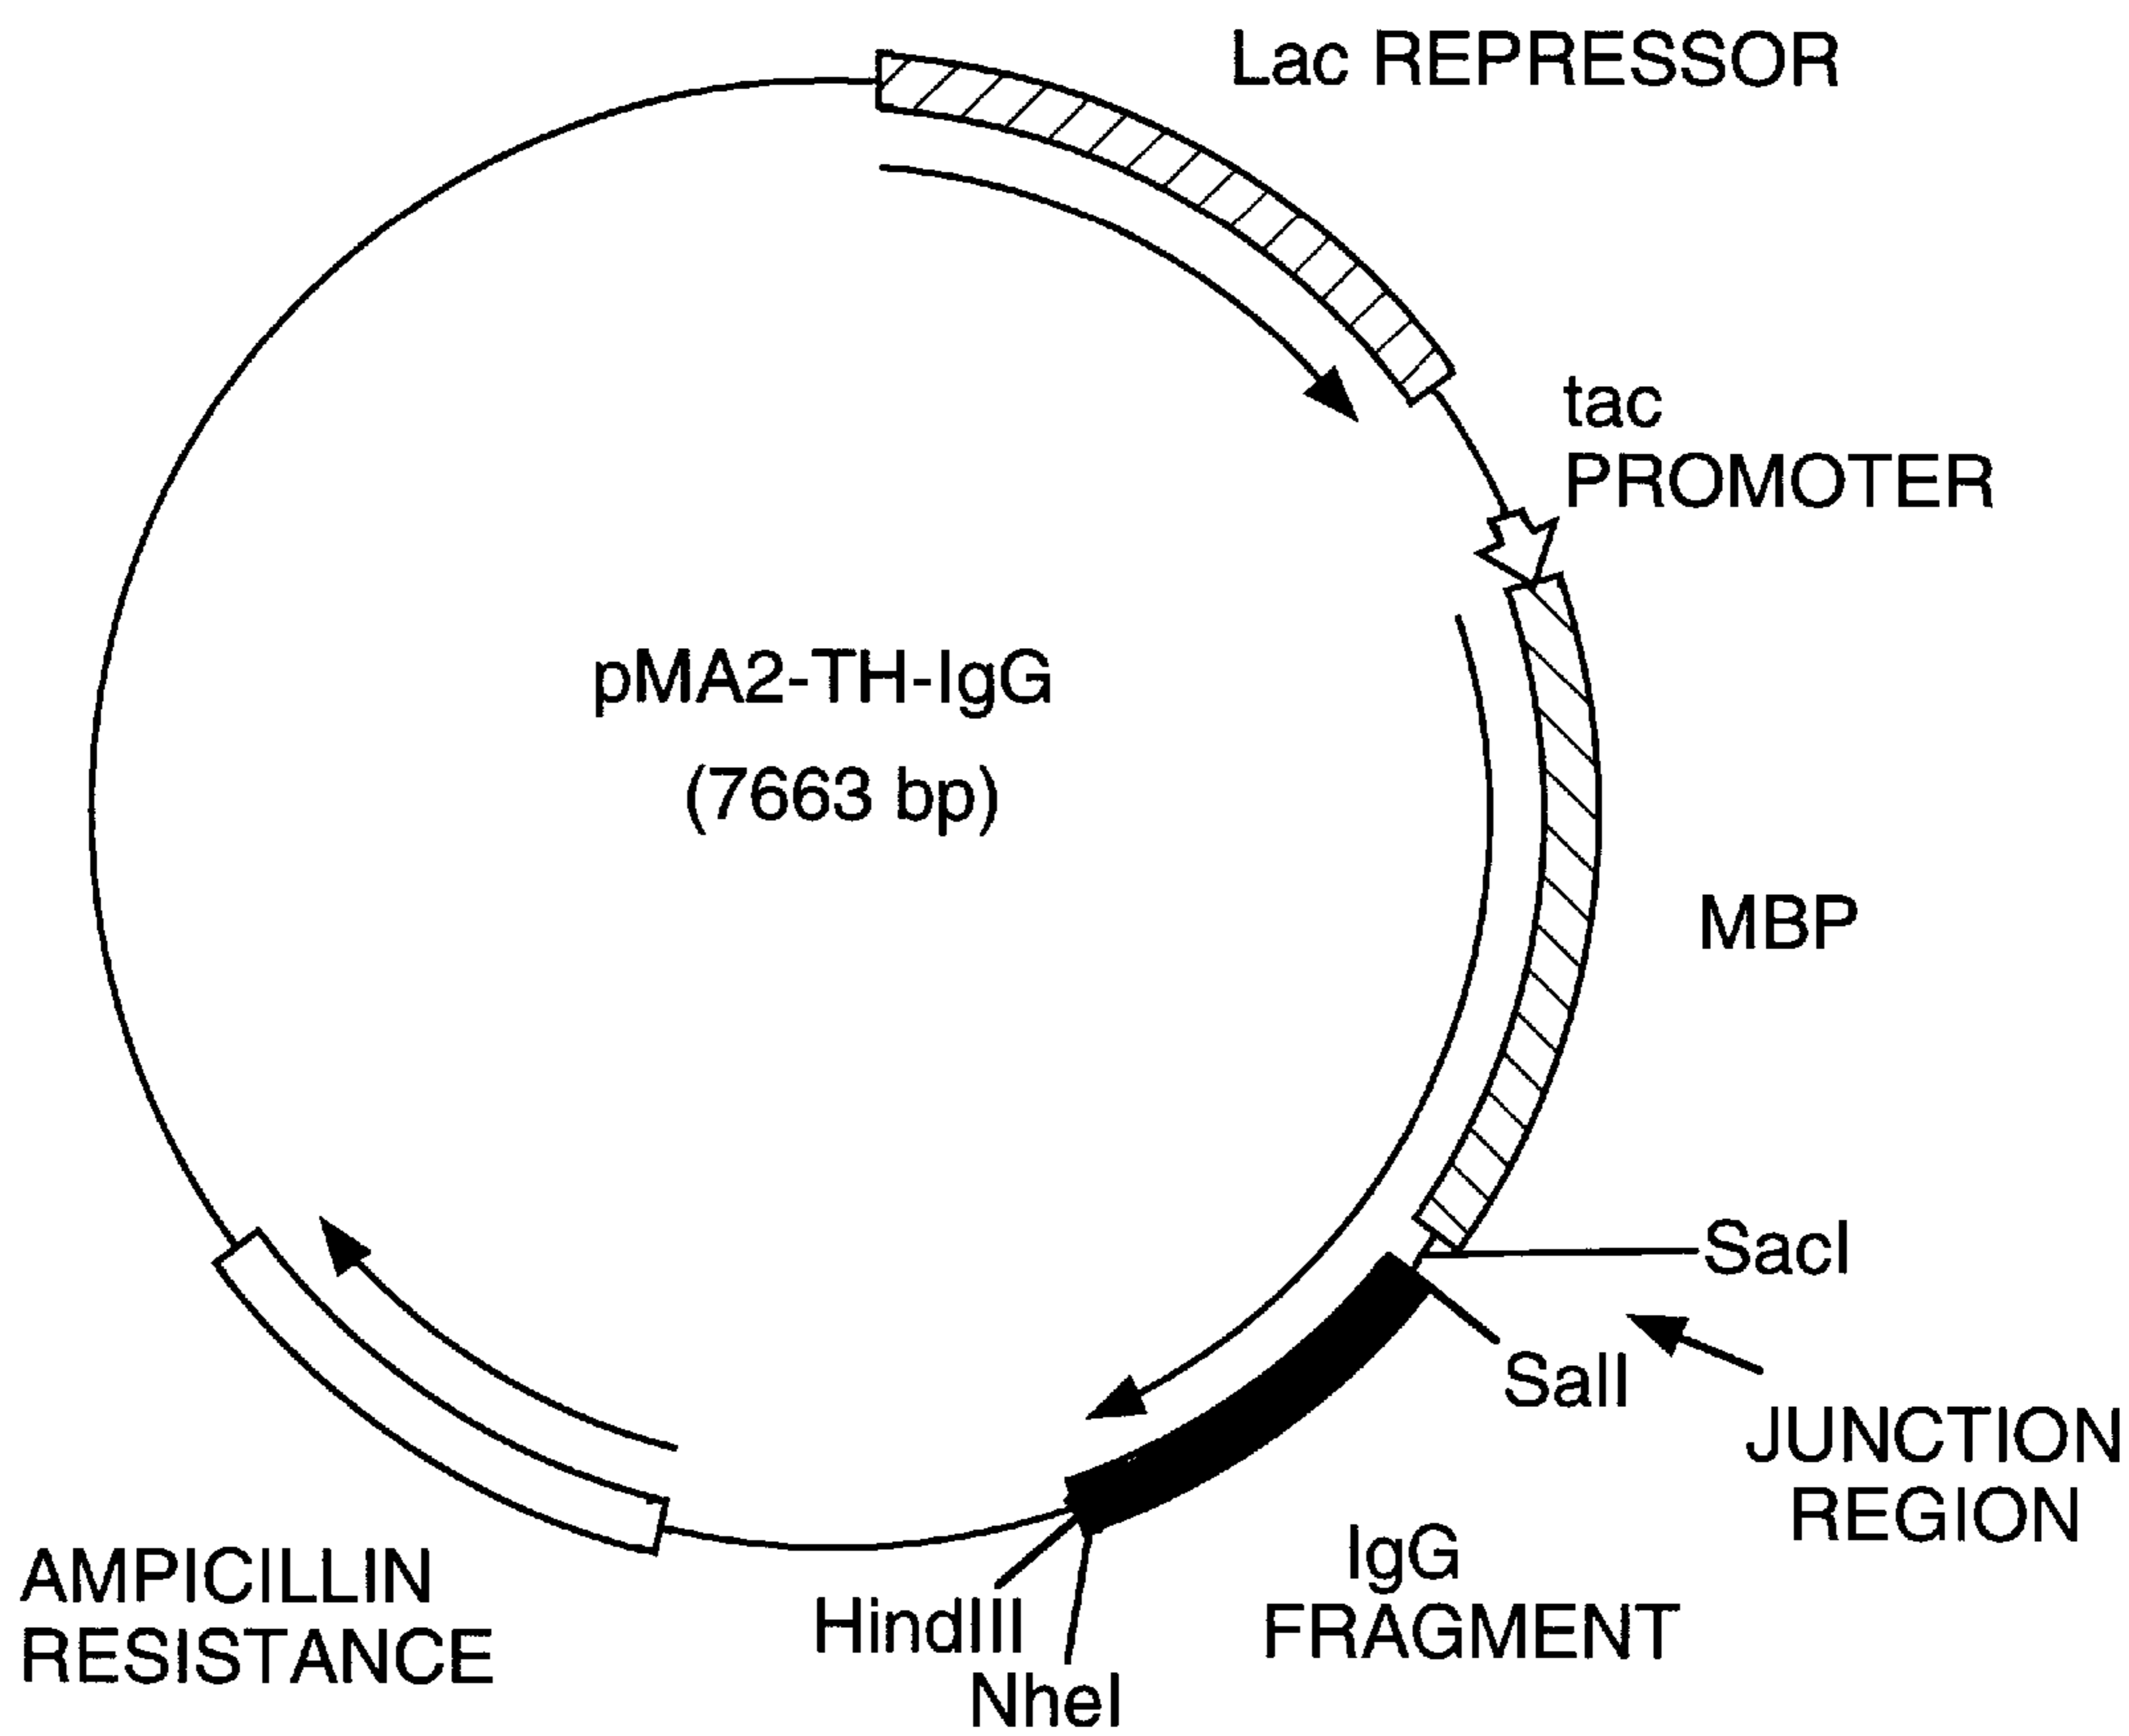 Lac REPRESSOR
tac
PROMOTER
pMA2-TH-IgG
(7663 bp)
MBP
SacI
SalI
JUNCTION
REGION
IgG
FRAGMENT
HindIII
NheI
AMPICILLIN
RESISTANCE